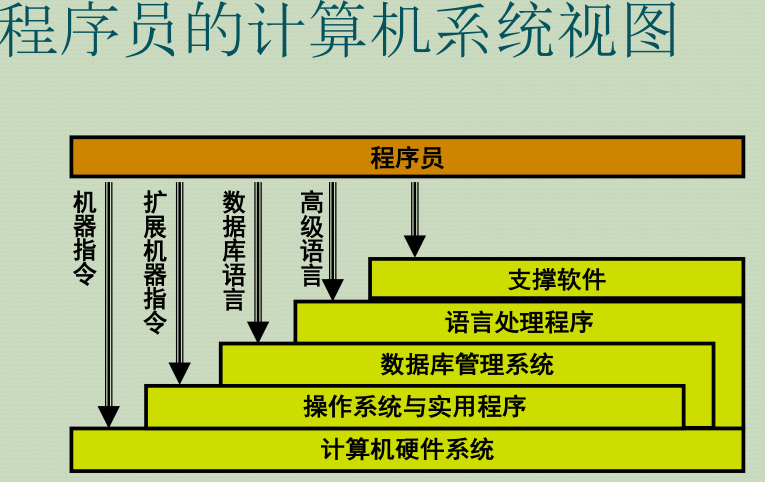 程序员的计算机系统视图
程序员
机器指令
扩展机器指令
数据库语言
高级语言
支撑软件
语言处理程序
数据库管理系统
操作系统与实用程序
计算机硬件系统